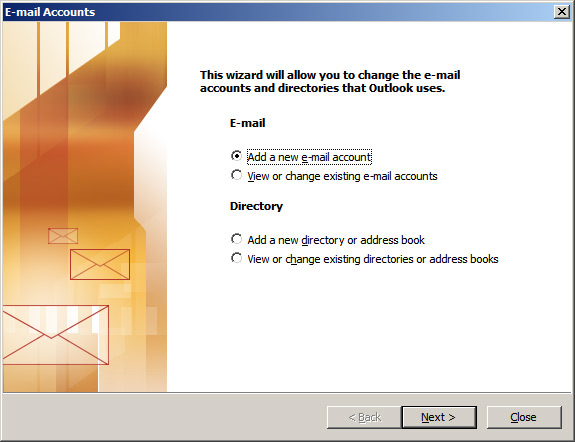 E-mail Accounts
This wizard will allow you to change the e-mail
accounts and directories that Outlook uses.
E-mail
Add a new e-mail account
View or change existing e-mail accounts
Directory
Add a new directory or address book
View or change existing directories or address books
< Back
Next >
Close